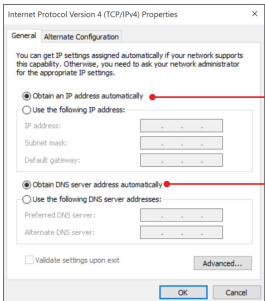 Internet Protocol Version 4 (TCP/IPv4) Properties
General
Alternate Configuration
You can get IP settings assigned automatically if your network supports
this capability. Otherwise, you need to ask your network administrator
for the appropriate IP settings.
Obtain an IP address automatically
Use the following IP address:
IP address:
Subnet mask:
Default gateway:
Obtain DNS server address automatically
Use the following DNS server addresses:
Preferred DNS server:
Alternate DNS server:
Validate settings upon exit
Advanced...
OK
Cancel